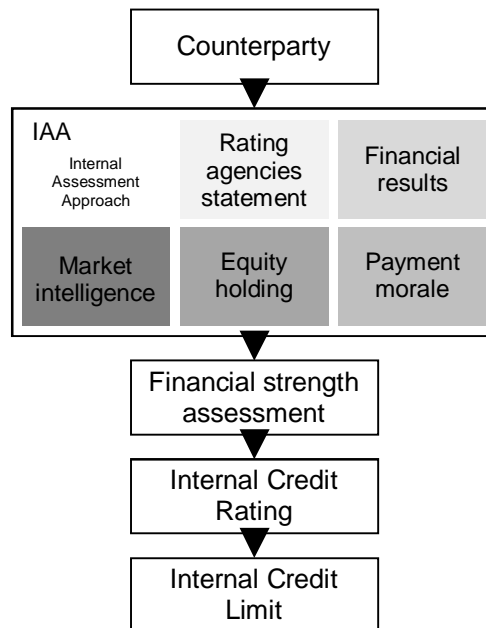 Counterparty
IAA
Internal
Assessment
Approach
Rating
agencies
statement
Financial
results
Market
intelligence
Equity
holding
Payment
morale
Financial strength
assessment
Internal Credit
Rating
Internal Credit
Limit